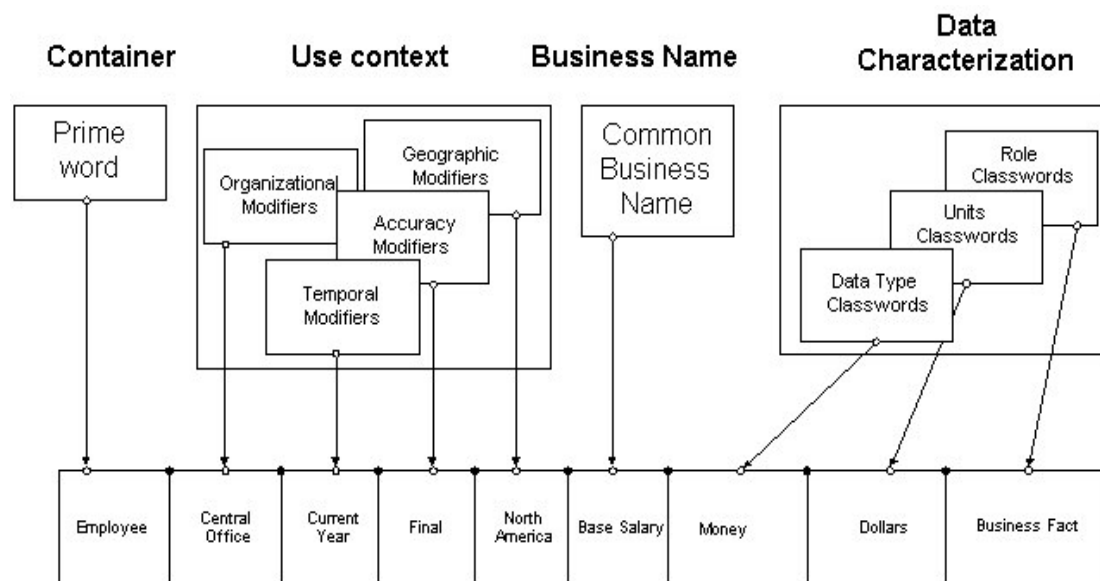 Container
Use context
Business Name
Data
Characterization
Prime
word
Organizational
Modifiers
Geographic
Modifiers
Accuracy
Modifiers
Temporal
Modifiers
Common
Business
Name
Role
Classwords
Units
Classwords
Data Type
Classwords
Employee
Central
Office
Current
Year
Final
North
America
Base Salary
Money
Dollars
Business Fact